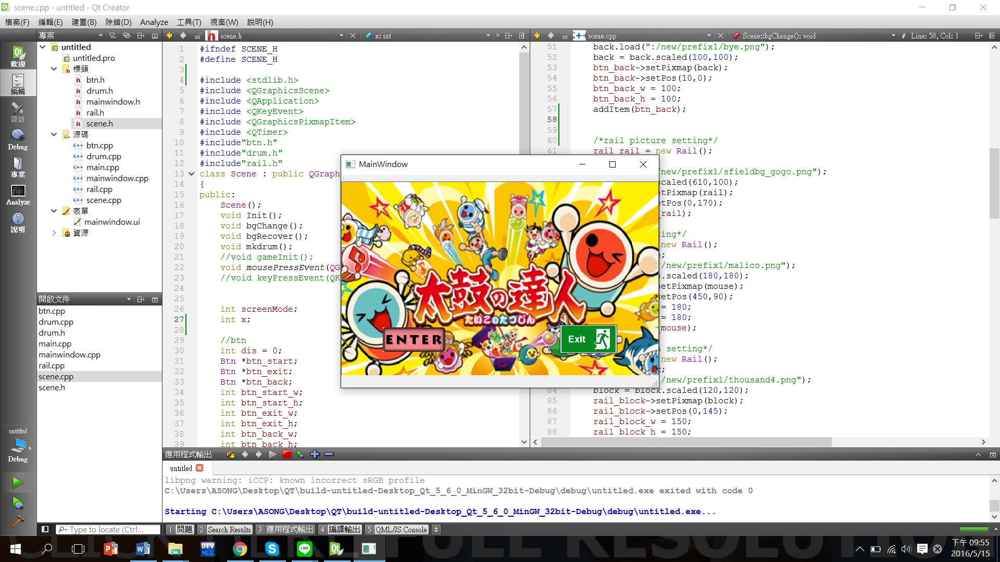 scene.cpp - untitled - Qt Creator
檔案(F) 編輯(E) 建置(B) 除錯(D) Analyze 工具(T) 視窗(W) 說明(H)
專案
scene.h
x: int
scene.cpp
Scene::bgChange(): void
# Line: 58, Col: 1
歡迎
編輯
設計
Debug
專案
Analyze
說明
untitled
Debug
untitled
untitled.pro
標頭
btn.h
drum.h
mainwindow.h
rail.h
scene.h
源碼
btn.cpp
drum.cpp
main.cpp
mainwindow.cpp
rail.cpp
scene.cpp
表單
mainwindow.ui
資源
開啟文件
btn.cpp
drum.cpp
drum.h
main.cpp
mainwindow.cpp
rail.cpp
scene.cpp
scene.h
1 #ifndef SCENE_H
2 #define SCENE_H
3
4 #include <stdlib.h>
5 #include <QGraphicsScene>
6 #include <QApplication>
7 #include <QKeyEvent>
8 #include <QGraphicsPixmapItem>
9 #include <QTimer>
10 #include"btn.h"
11 #include"drum.h"
12 #include"rail.h"
13 class Scene : public QGraph
14 {
15 public:
16 Scene();
17 void Init();
18 void bgChange();
19 void bgRecover();
20 void mkdrum();
21 //void gameInit();
22 void mousePressEvent(QG
23 //void keyPressEvent(QK
24
25
26 int screenMode;
27 int x;
28
29 //btn
30 int dis = 0;
31 Btn *btn_start;
32 Btn *btn_exit;
33 Btn *btn_back;
34 int btn_start_w;
35 int btn_start_h;
36 int btn_exit_w;
37 int btn_exit_h;
38 int btn_back_w;
39 int btn_back_h;
51 back.load(":/new/prefix1/bye.png");
52 back = back.scaled(100,100);
53 btn_back->setPixmap(back);
54 btn_back->setPos(10,0);
55 btn_back_w = 100;
56 btn_back_h = 100;
57 addItem(btn_back);
58
59
60 /*rail picture setting*/
61 rail_rail = new Rail();
/new/prefix1/sfieldbg_gogo.png");
scaled(610,100);
tPixmap(rail);
tPos(0,170);
rail);
ing*/
new Rail();
;
/new/prefix1/malico.png");
e.scaled(180,180);
setPixmap(mouse);
setPos(450,90);
= 180;
= 180;
mouse);
n setting*/
new Rail();
;
/new/prefix1/thousand4.png");
84 block = block.scaled(120,120);
85 rail_block->setPixmap(block);
86 rail_block->setPos(0,145);
87 rail_block_w = 150;
88 rail_block_h = 150;
MainWindow
太鼓の達人
たいこのたつじん
ENTER
Exit
應用程式輸出
untitled
libpng warning: iCCP: known incorrect sRGB profile
C:\Users\ASONG\Desktop\QT\build-untitled-Desktop_Qt_5_6_0_MinGW_32bit-Debug\debug\untitled.exe exited with code 0
Starting C:\Users\ASONG\Desktop\QT\build-untitled-Desktop_Qt_5_6_0_MinGW_32bit-Debug\debug\untitled.exe...
Type to locate (Ctrl...
1 問題 2 Search Results 3 應用程式輸出 4 編譯輸出 5 QML/JS Console
下午 09:55
2016/5/15